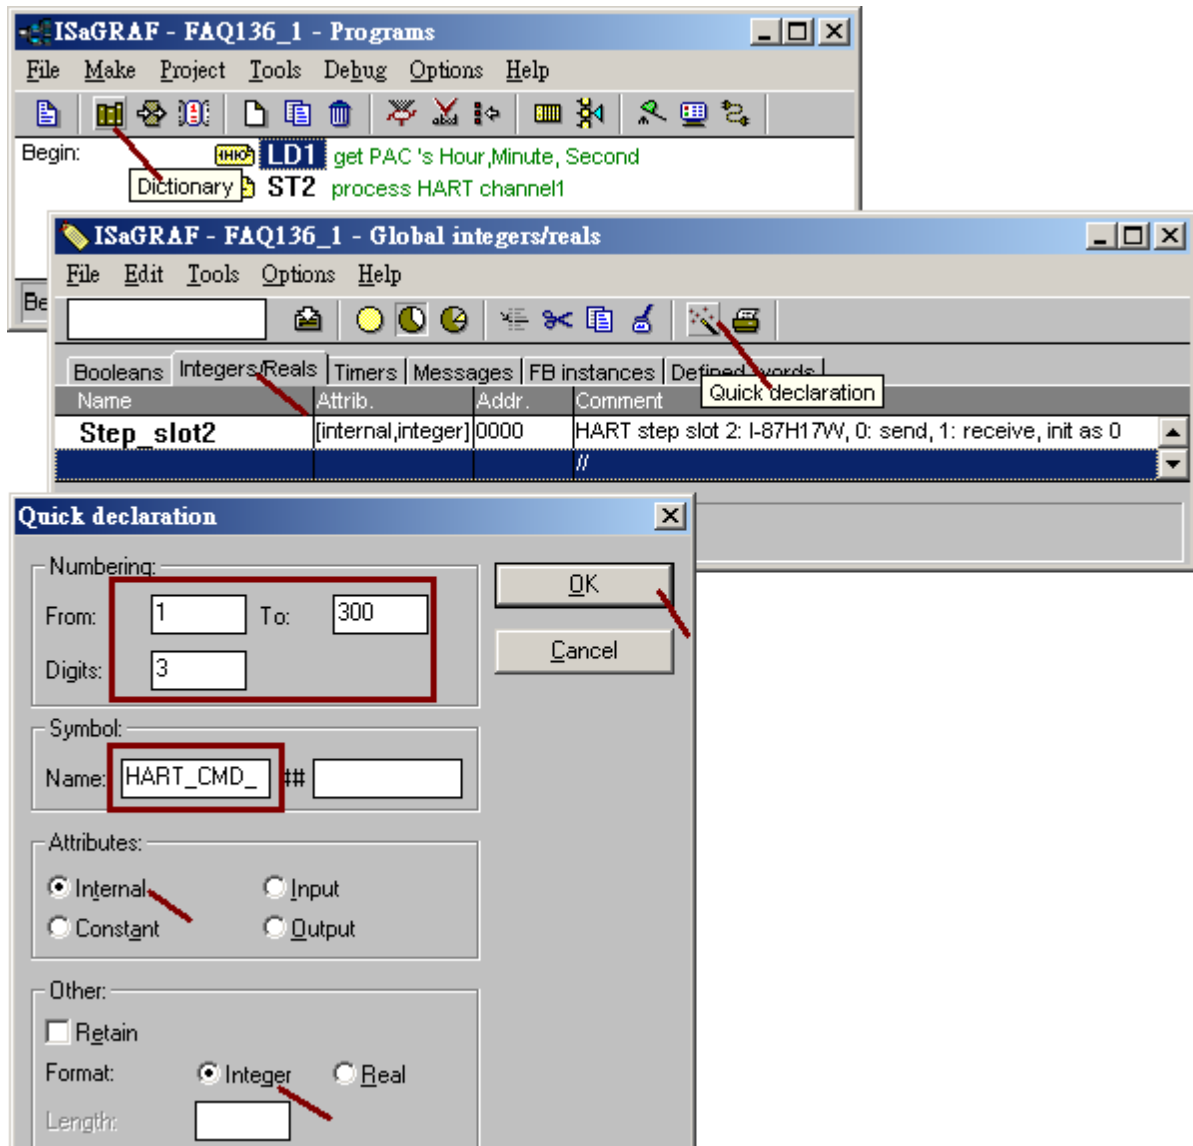 ISaGRAF - FAQ136_1 - Programs
File Make Project Tools Debug Options Help
Begin: LD1 get PAC 's Hour,Minute, Second
Dictionary ST2 process HART channel1
ISaGRAF - FAQ136_1 - Global integers/reals
File Edit Tools Options Help
Be
Booleans Integers/Reals Timers Messages FB instances Defined words
Quick declaration
Name Attrib. Addr. Comment
Step_slot2 [internal,integer] 0000 HART step slot 2: I-87H17W, 0: send, 1: receive, init as 0
//
Quick declaration
Numbering:
From: 1 To: 300
Digits: 3
OK
Cancel
Symbol:
Name: HART_CMD_ ##
Attributes:
Internal Input
Constant Output
Other:
Retain
Format: Integer Real
Length: